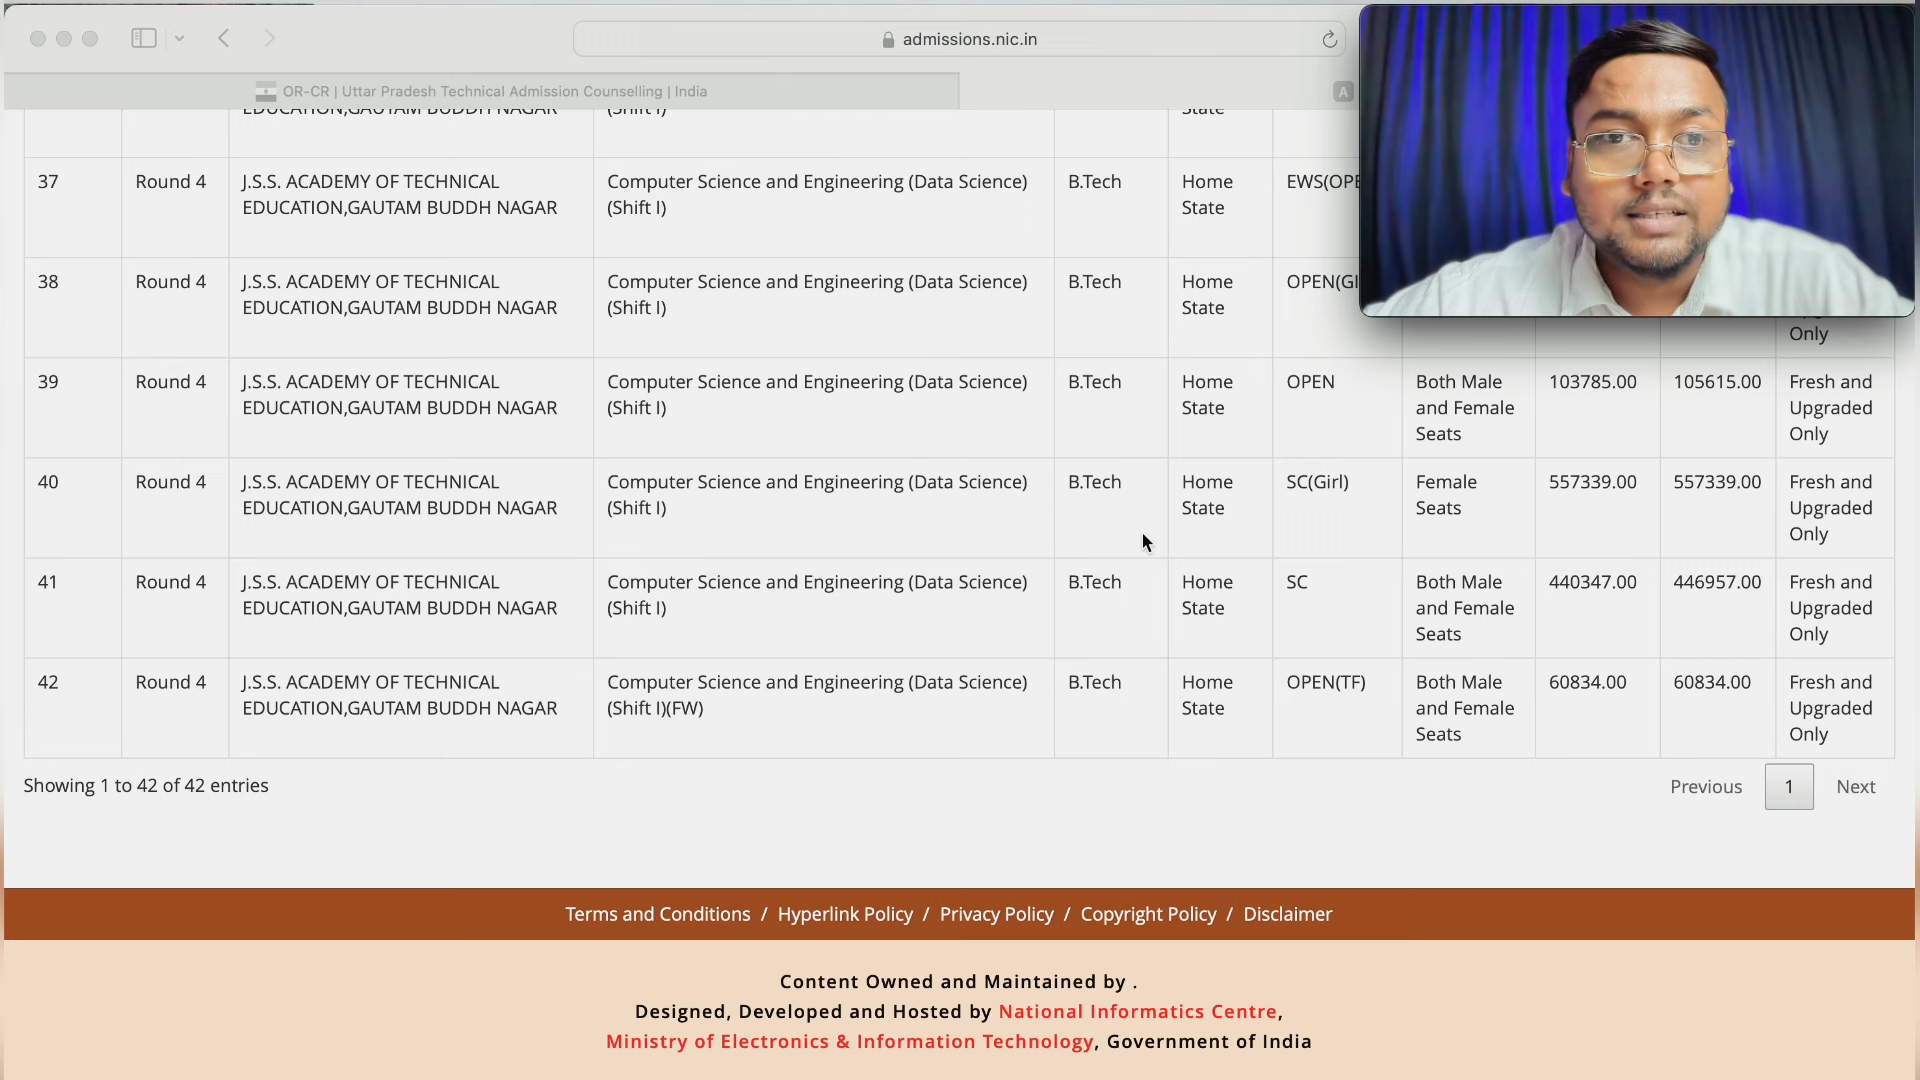 admissions.nic.in
OR-CR | Uttar Pradesh Technical Admission Counselling | India
A
EDUCATION,GAUTAM BUDDH NAGAR (Shift I) State
37 Round 4 J.S.S. ACADEMY OF TECHNICAL Computer Science and Engineering (Data Science) B.Tech Home
EDUCATION,GAUTAM BUDDH NAGAR (Shift I) State
38 Round 4 J.S.S. ACADEMY OF TECHNICAL Computer Science and Engineering (Data Science) B.Tech Home
EDUCATION,GAUTAM BUDDH NAGAR (Shift I) State
Only
39 Round 4 J.S.S. ACADEMY OF TECHNICAL Computer Science and Engineering (Data Science) B.Tech Home OPEN Both Male 103785.00 105615.00 Fresh and
EDUCATION,GAUTAM BUDDH NAGAR (Shift I) State and Female Upgraded
Seats Only
40 Round 4 J.S.S. ACADEMY OF TECHNICAL Computer Science and Engineering (Data Science) B.Tech Home SC(Girl) Female 557339.00 557339.00 Fresh and
EDUCATION,GAUTAM BUDDH NAGAR (Shift I) State Seats Upgraded
Only
41 Round 4 J.S.S. ACADEMY OF TECHNICAL Computer Science and Engineering (Data Science) B.Tech Home SC Both Male 440347.00 446957.00 Fresh and
EDUCATION,GAUTAM BUDDH NAGAR (Shift I) State and Female Upgraded
Seats Only
42 Round 4 J.S.S. ACADEMY OF TECHNICAL Computer Science and Engineering (Data Science) B.Tech Home OPEN(TF) Both Male 60834.00 60834.00 Fresh and
EDUCATION,GAUTAM BUDDH NAGAR (Shift I)(FW) State and Female Upgraded
Seats Only
Showing 1 to 42 of 42 entries Previous 1 Next
Terms and Conditions / Hyperlink Policy / Privacy Policy / Copyright Policy / Disclaimer
Content Owned and Maintained by .
Designed, Developed and Hosted by National Informatics Centre,
Ministry of Electronics & Information Technology, Government of India